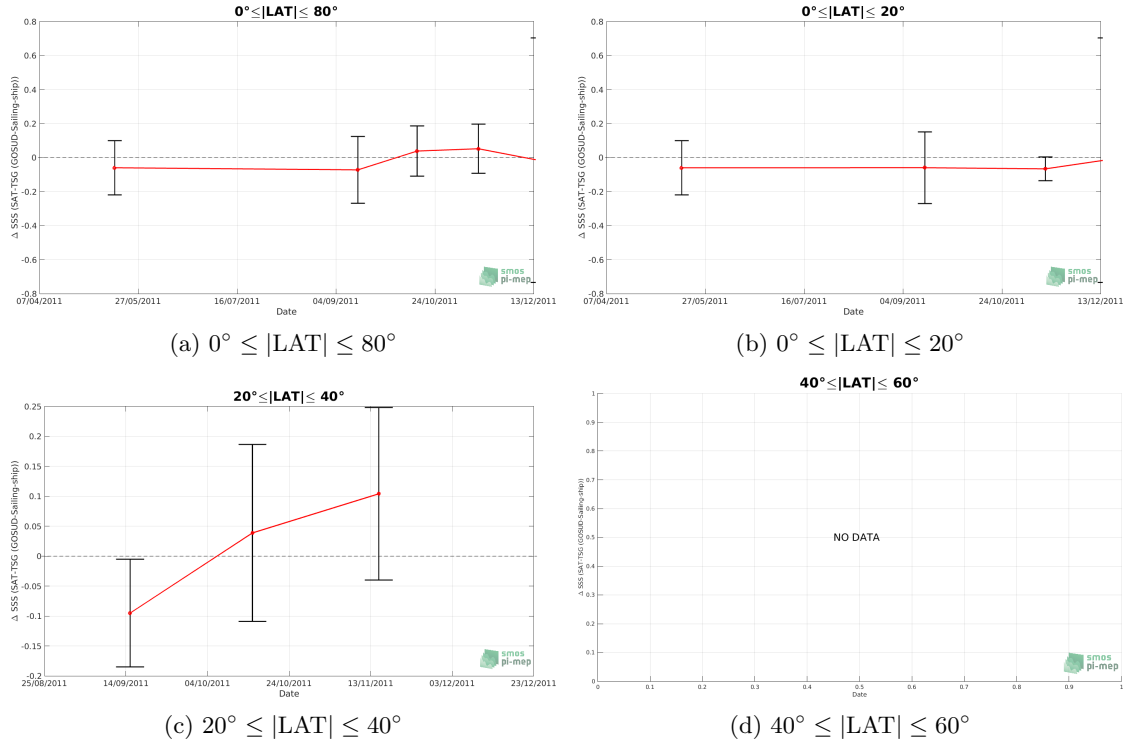 0°≤|LAT|≤ 80°
Δ SSS (SAT-TSG (GOSUD-Sailing-ship))
0.8
0.6
0.4
0.2
0
-0.2
-0.4
-0.6
-0.8
07/04/2011 27/05/2011 16/07/2011 04/09/2011 24/10/2011 13/12/2011
Date
smos
pi-mep
(a) 0° ≤ |LAT| ≤ 80°
0°≤|LAT|≤ 20°
Δ SSS (SAT-TSG (GOSUD-Sailing-ship))
0.8
0.6
0.4
0.2
0
-0.2
-0.4
-0.6
-0.8
07/04/2011 27/05/2011 16/07/2011 04/09/2011 24/10/2011 13/12/2011
Date
smos
pi-mep
(b) 0° ≤ |LAT| ≤ 20°
20°≤|LAT|≤ 40°
Δ SSS (SAT-TSG (GOSUD-Sailing-ship))
0.25
0.2
0.15
0.1
0.05
0
-0.05
-0.1
-0.15
-0.2
25/08/2011 14/09/2011 04/10/2011 24/10/2011 13/11/2011 03/12/2011 23/12/2011
Date
smos
pi-mep
(c) 20° ≤ |LAT| ≤ 40°
40°≤|LAT|≤ 60°
Δ SSS (SAT-TSG (GOSUD-Sailing-ship))
1
0.9
0.8
0.7
0.6
0.5
0.4
0.3
0.2
0.1
0
NO DATA
0 0.1 0.2 0.3 0.4 0.5 0.6 0.7 0.8 0.9 1
Date
smos
pi-mep
(d) 40° ≤ |LAT| ≤ 60°